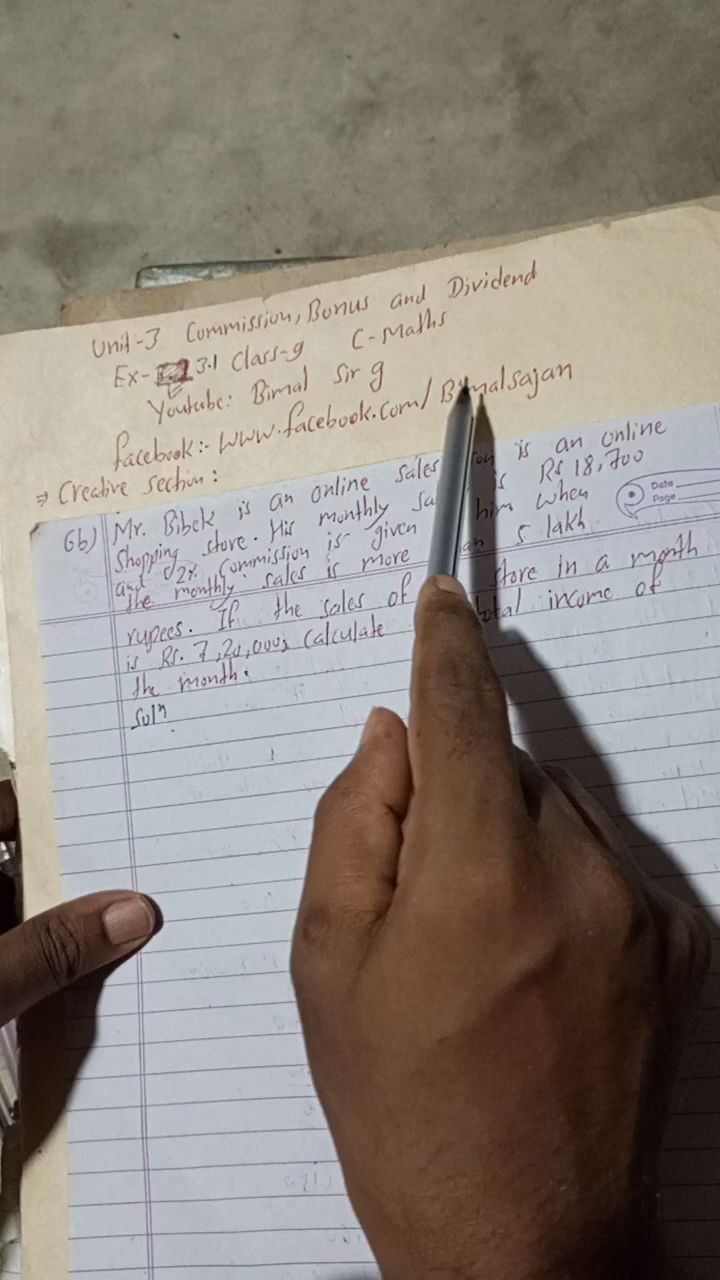 Unit-3 Commission, Bonus and Dividend
Ex- 3.1 Class-9 C-Maths
Youtube: Bimal Sir g
facebook:- www.facebook.com/Bimalsajan
⇒ Creative section:
6b) Mr. Bibek is an online sales is an online
shopping store. His monthly is Rs 18,700
and 2% commission is given him when
the monthly sales is more 5 lakh
rupees. If the sales of store in a month
is Rs. 7,20,000, calculate total income of
the month.
Soln
Date
Page